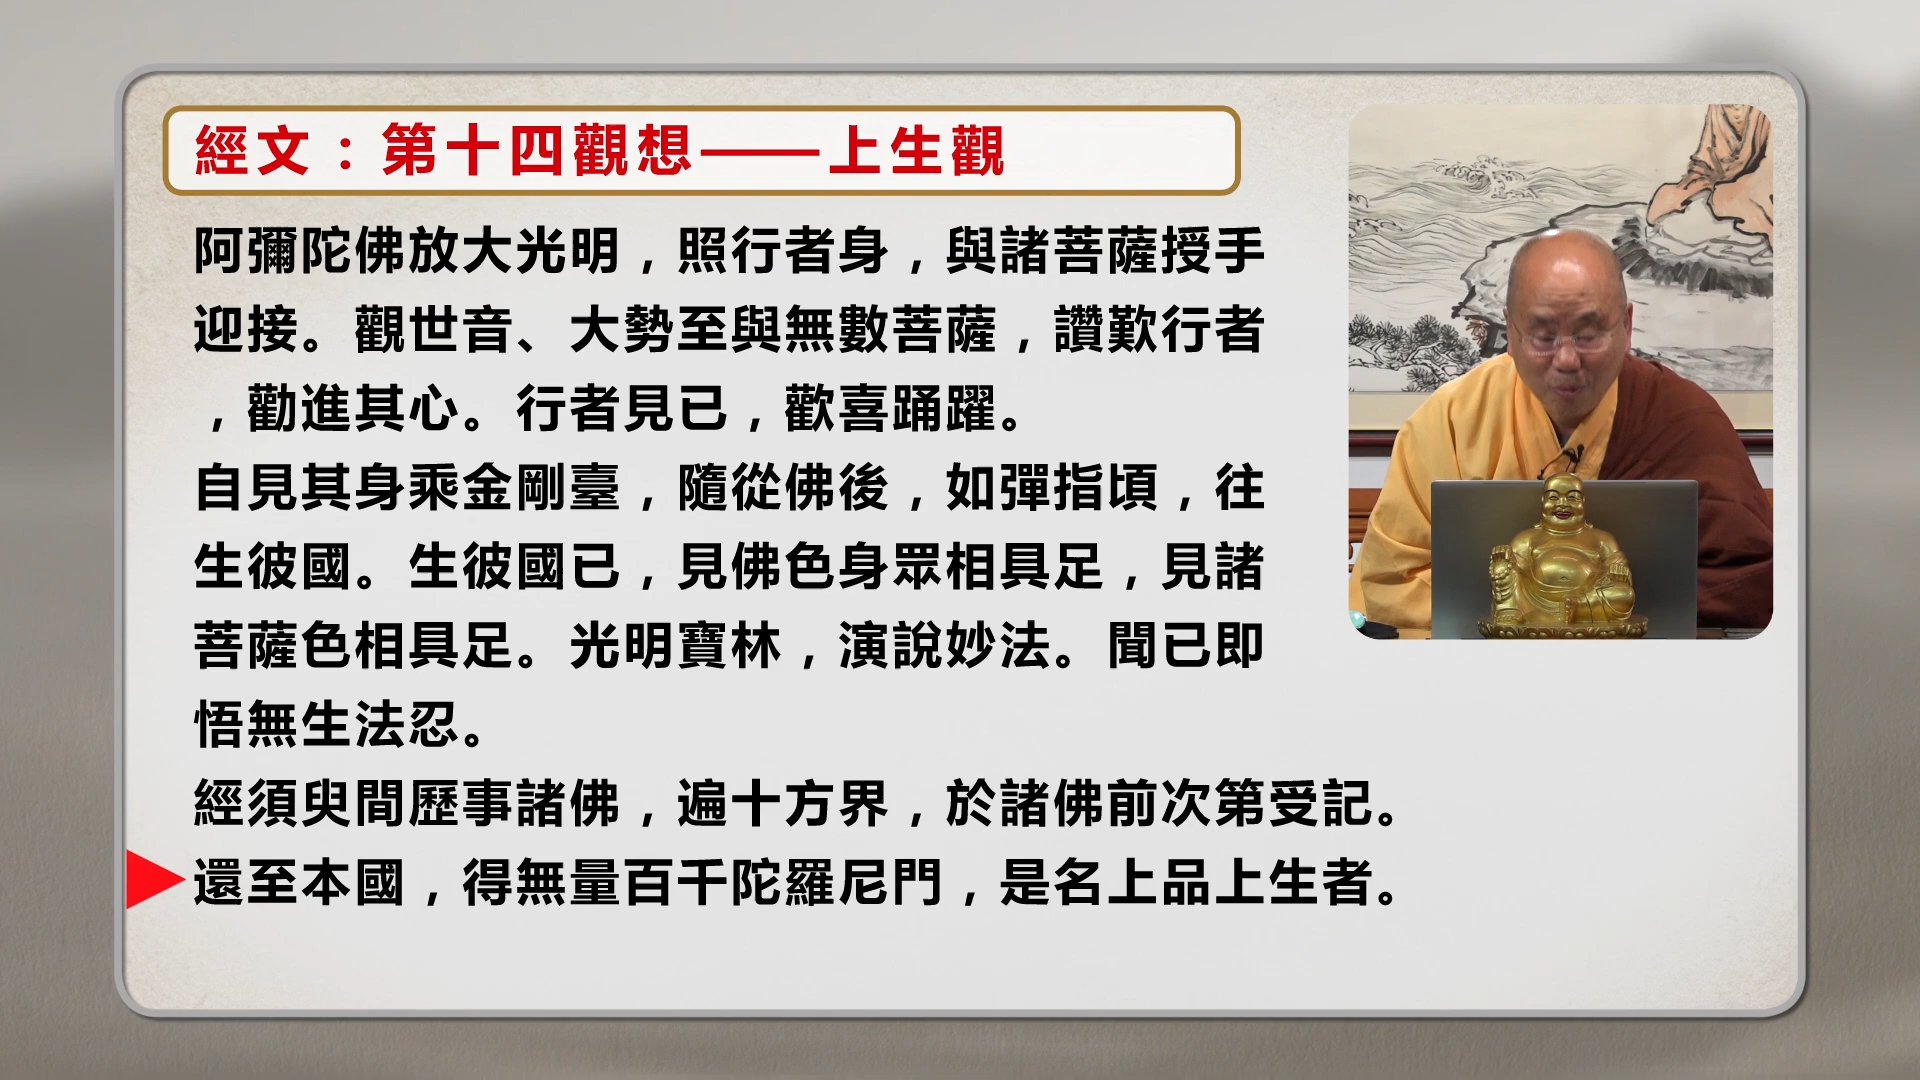 經文：第十四觀想——上生觀
阿彌陀佛放大光明，照行者身，與諸菩薩授手
迎接。觀世音、大勢至與無數菩薩，讚歎行者
，勸進其心。行者見已，歡喜踊躍。
自見其身乘金剛臺，隨從佛後，如彈指頃，往
生彼國。生彼國已，見佛色身眾相具足，見諸
菩薩色相具足。光明寶林，演說妙法。聞已即
悟無生法忍。
經須臾間歷事諸佛，遍十方界，於諸佛前次第受記。
還至本國，得無量百千陀羅尼門，是名上品上生者。